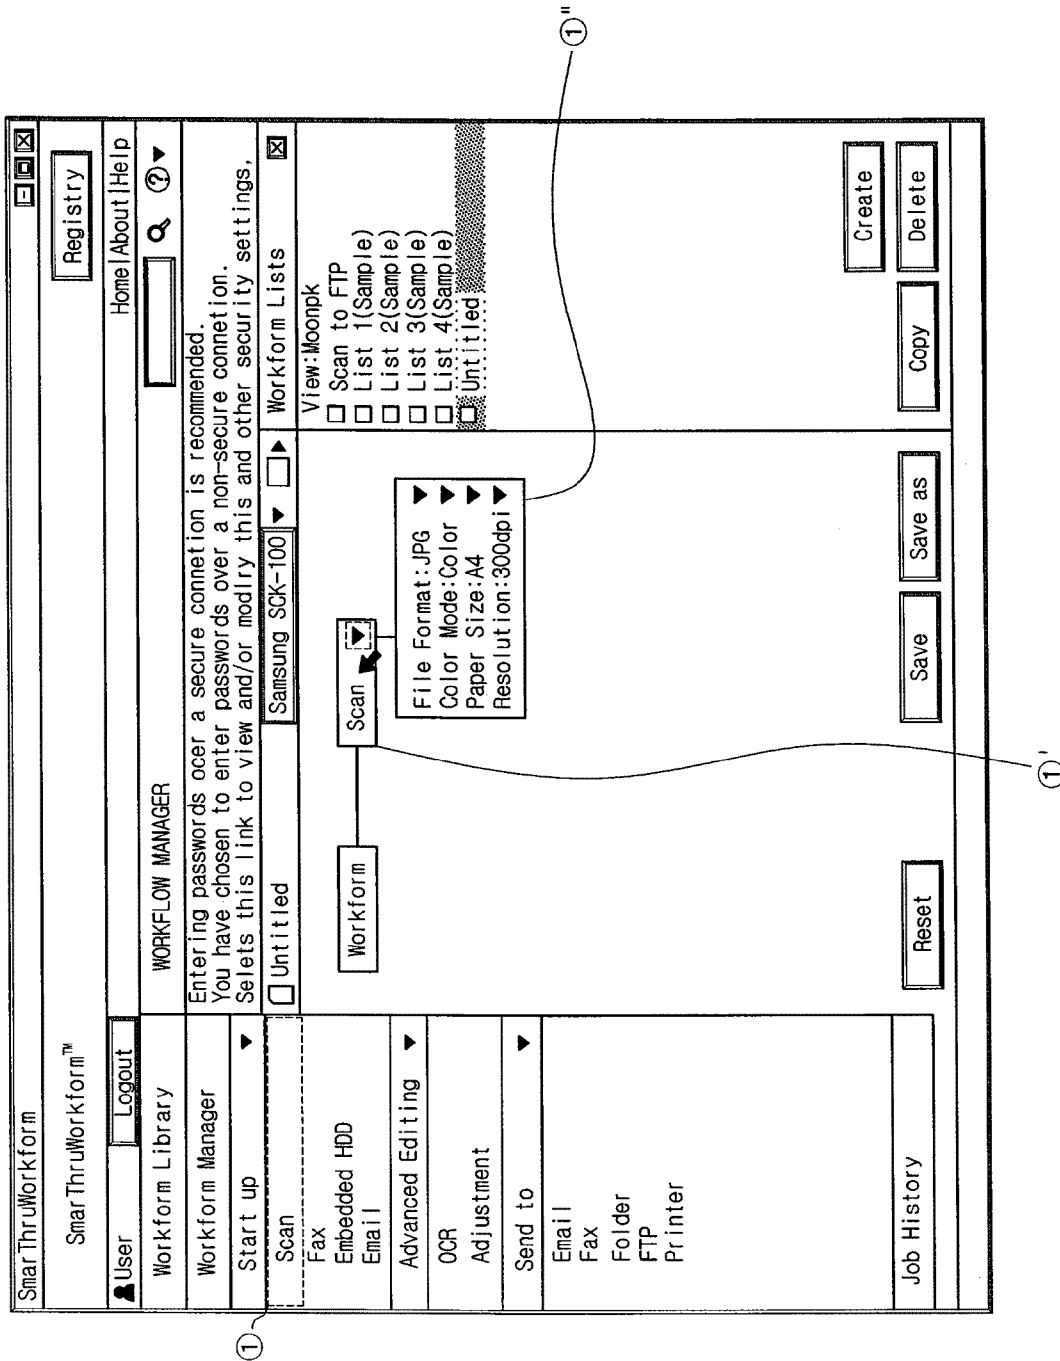 SmarThruWorkform
SmarThruWorkform™
Registry
User
Logout
Home|About|Help
Workform Library
WORKFLOW MANAGER
?
Workform Manager
Entering passwords ocer a secure connetion is recommended.
You have chosen to enter passwords over a non-secure connetion.
Selets this link to view and/or modlry this and other security settings,
Start up
Scan
Fax
Embedded HDD
Email
Advanced Editing
OCR
Adjustment
Send to
Email
Fax
Folder
FTP
Printer
Job History
Untitled
Samsung SCK-100
Workform
Scan
File Format:JPG
Color Mode:Color
Paper Size:A4
Resolution:300dpi
Reset
Save
Save as
Workform Lists
View:Moonpk
Scan to FTP
List 1(Sample)
List 2(Sample)
List 3(Sample)
List 4(Sample)
Untitled
Create
Copy
Delete
①
①'
①"